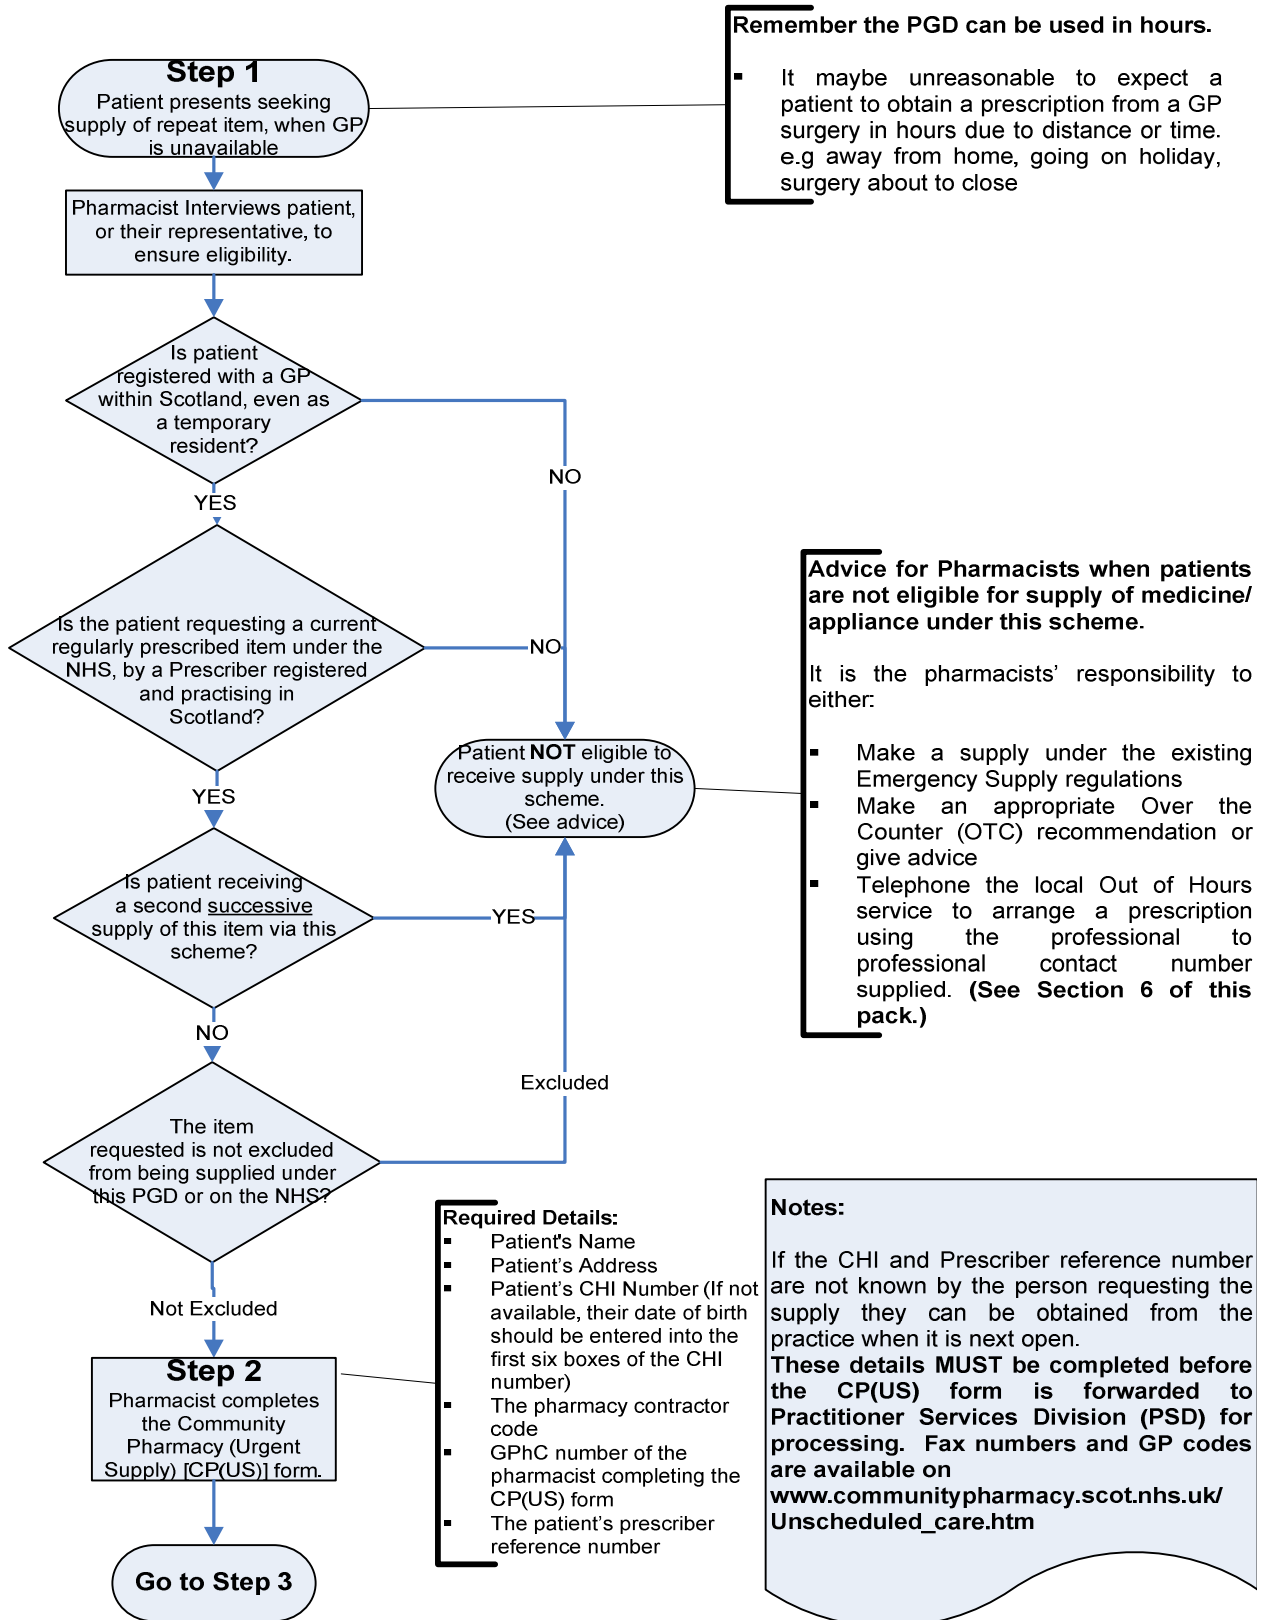 Remember the PGD can be used in hours.
▪ It maybe unreasonable to expect a
patient to obtain a prescription from a GP
surgery in hours due to distance or time.
e.g away from home, going on holiday,
surgery about to close
Step 1
Patient presents seeking
supply of repeat item, when GP
is unavailable
Pharmacist Interviews patient,
or their representative, to
ensure eligibility.
Is patient
registered with a GP
within Scotland, even as
a temporary
resident?
NO
YES
Is the patient requesting a current
regularly prescribed item under the
NHS, by a Prescriber registered
and practising in
Scotland?
NO
YES
Patient NOT eligible to
receive supply under this
scheme.
(See advice)
Advice for Pharmacists when patients
are not eligible for supply of medicine/
appliance under this scheme.
It is the pharmacists’ responsibility to
either:
▪ Make a supply under the existing
Emergency Supply regulations
▪ Make an appropriate Over the
Counter (OTC) recommendation or
give advice
▪ Telephone the local Out of Hours
service to arrange a prescription
using the professional to
professional contact number
supplied. (See Section 6 of this
pack.)
Is patient receiving
a second successive
supply of this item via this
scheme?
YES
NO
Excluded
The item
requested is not excluded
from being supplied under
this PGD or on the NHS?
Not Excluded
Step 2
Pharmacist completes
the Community
Pharmacy (Urgent
Supply) [CP(US)] form.
Go to Step 3
Required Details:
▪ Patient's Name
▪ Patient’s Address
▪ Patient’s CHI Number (If not
available, their date of birth
should be entered into the
first six boxes of the CHI
number)
▪ The pharmacy contractor
code
▪ GPhC number of the
pharmacist completing the
CP(US) form
▪ The patient’s prescriber
reference number
Notes:
If the CHI and Prescriber reference number
are not known by the person requesting the
supply they can be obtained from the
practice when it is next open.
These details MUST be completed before
the CP(US) form is forwarded to
Practitioner Services Division (PSD) for
processing. Fax numbers and GP codes
are available on
www.communitypharmacy.scot.nhs.uk/
Unscheduled_care.htm